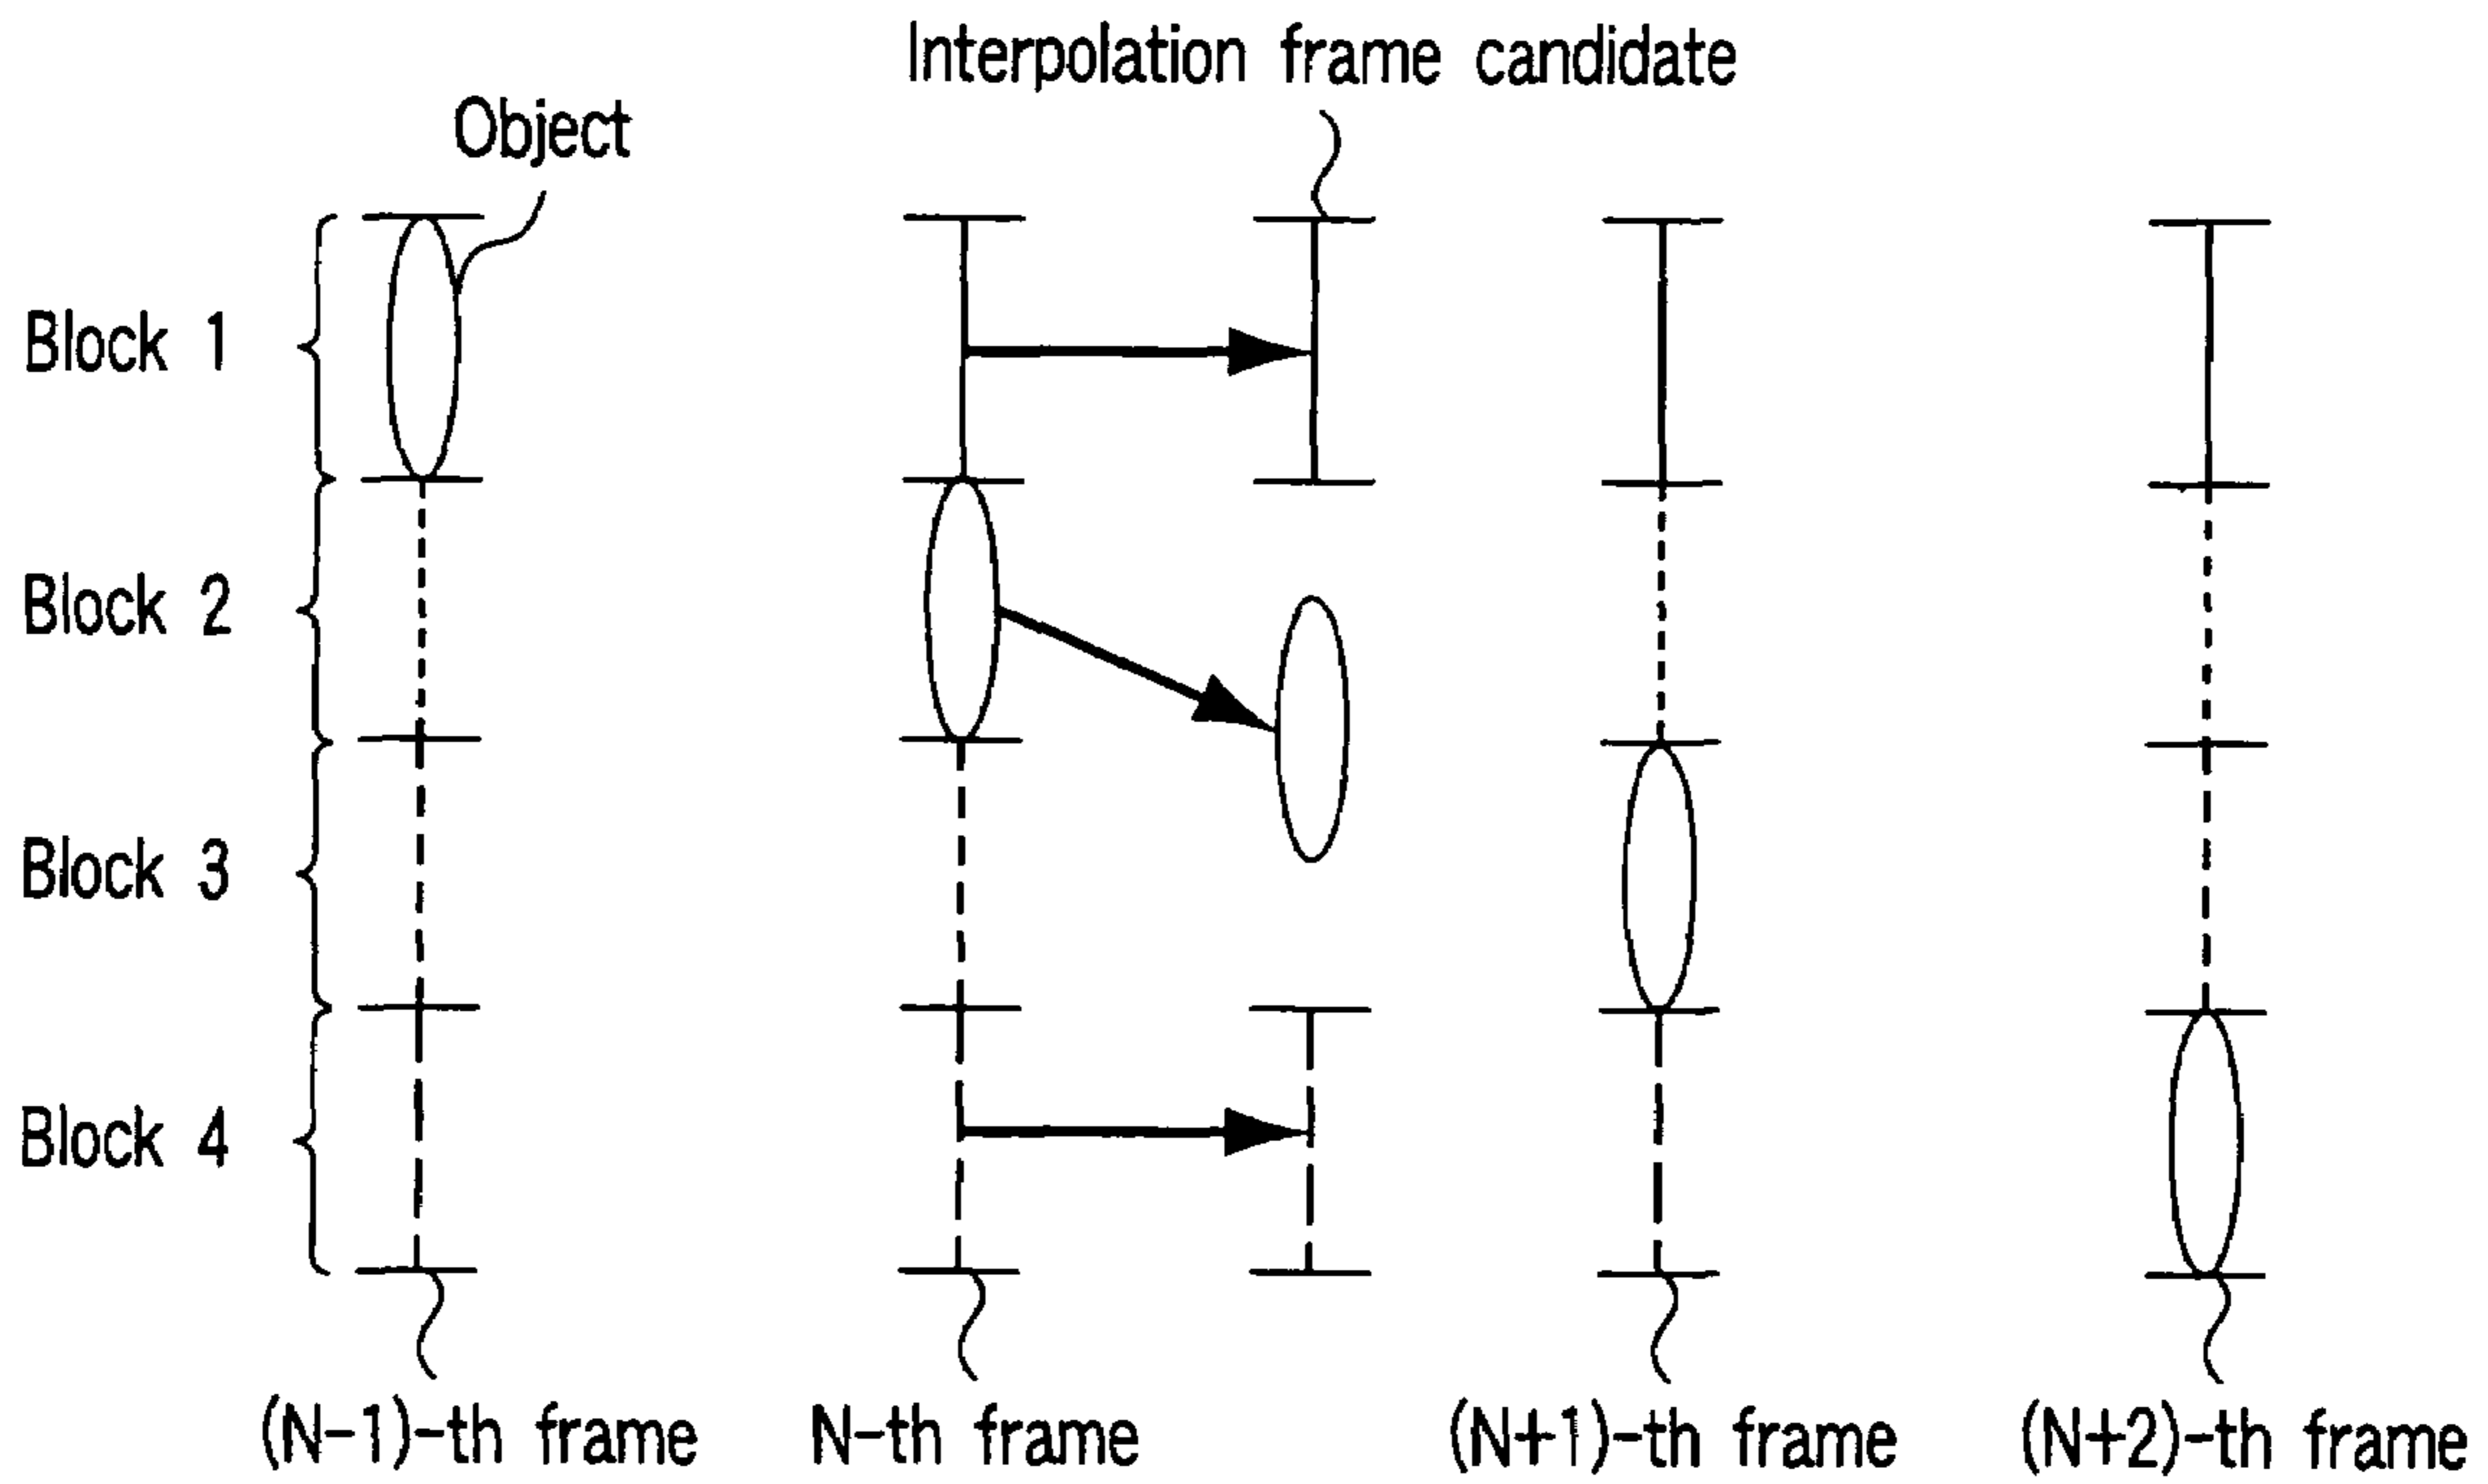 Interpolation frame candidate
Object
Block 1
Block 2
Block 3
Block 4
(N-1)-th frame
N-th frame
(N+1)-th frame
(N+2)-th frame